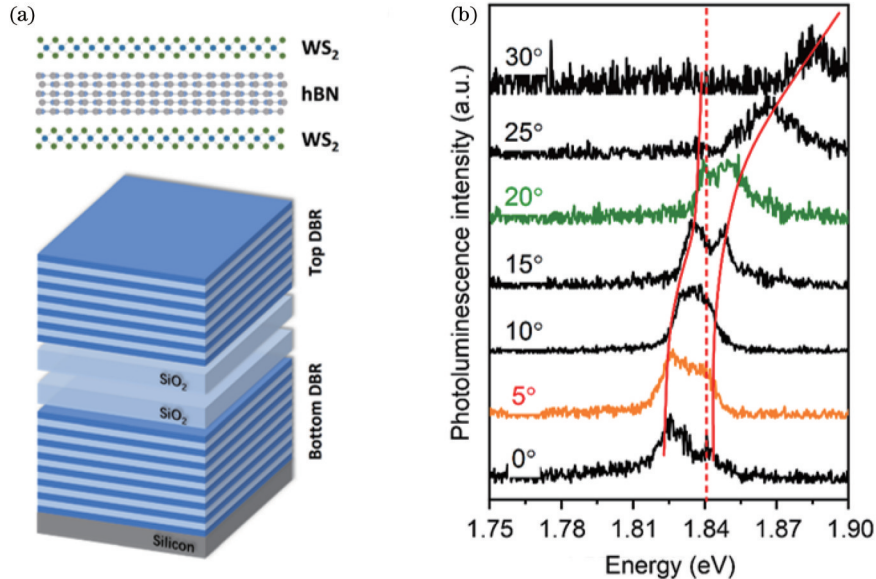 (a)
WS2
hBN
WS2
Top DBR
SiO2
SiO2
Bottom DBR
Silicon
(b)
Photoluminescence intensity (a.u.)
30°
25°
20°
15°
10°
5°
0°
1.75 1.78 1.81 1.84 1.87 1.90
Energy (eV)